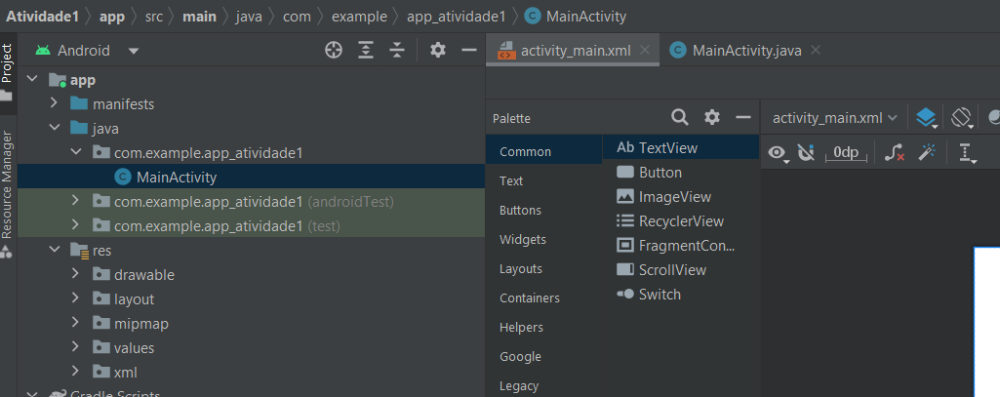 Atividade1 app src main java com example app_atividade1 MainActivity
Project
Resource Manager
Android
app
manifests
java
com.example.app_atividade1
MainActivity
com.example.app_atividade1 (androidTest)
com.example.app_atividade1 (test)
res
drawable
layout
mipmap
values
xml
Gradle Scripts
activity_main.xml
MainActivity.java
Palette
Common
Text
Buttons
Widgets
Layouts
Containers
Helpers
Google
Legacy
Ab TextView
Button
ImageView
RecyclerView
FragmentCon...
ScrollView
Switch
activity_main.xml
0dp